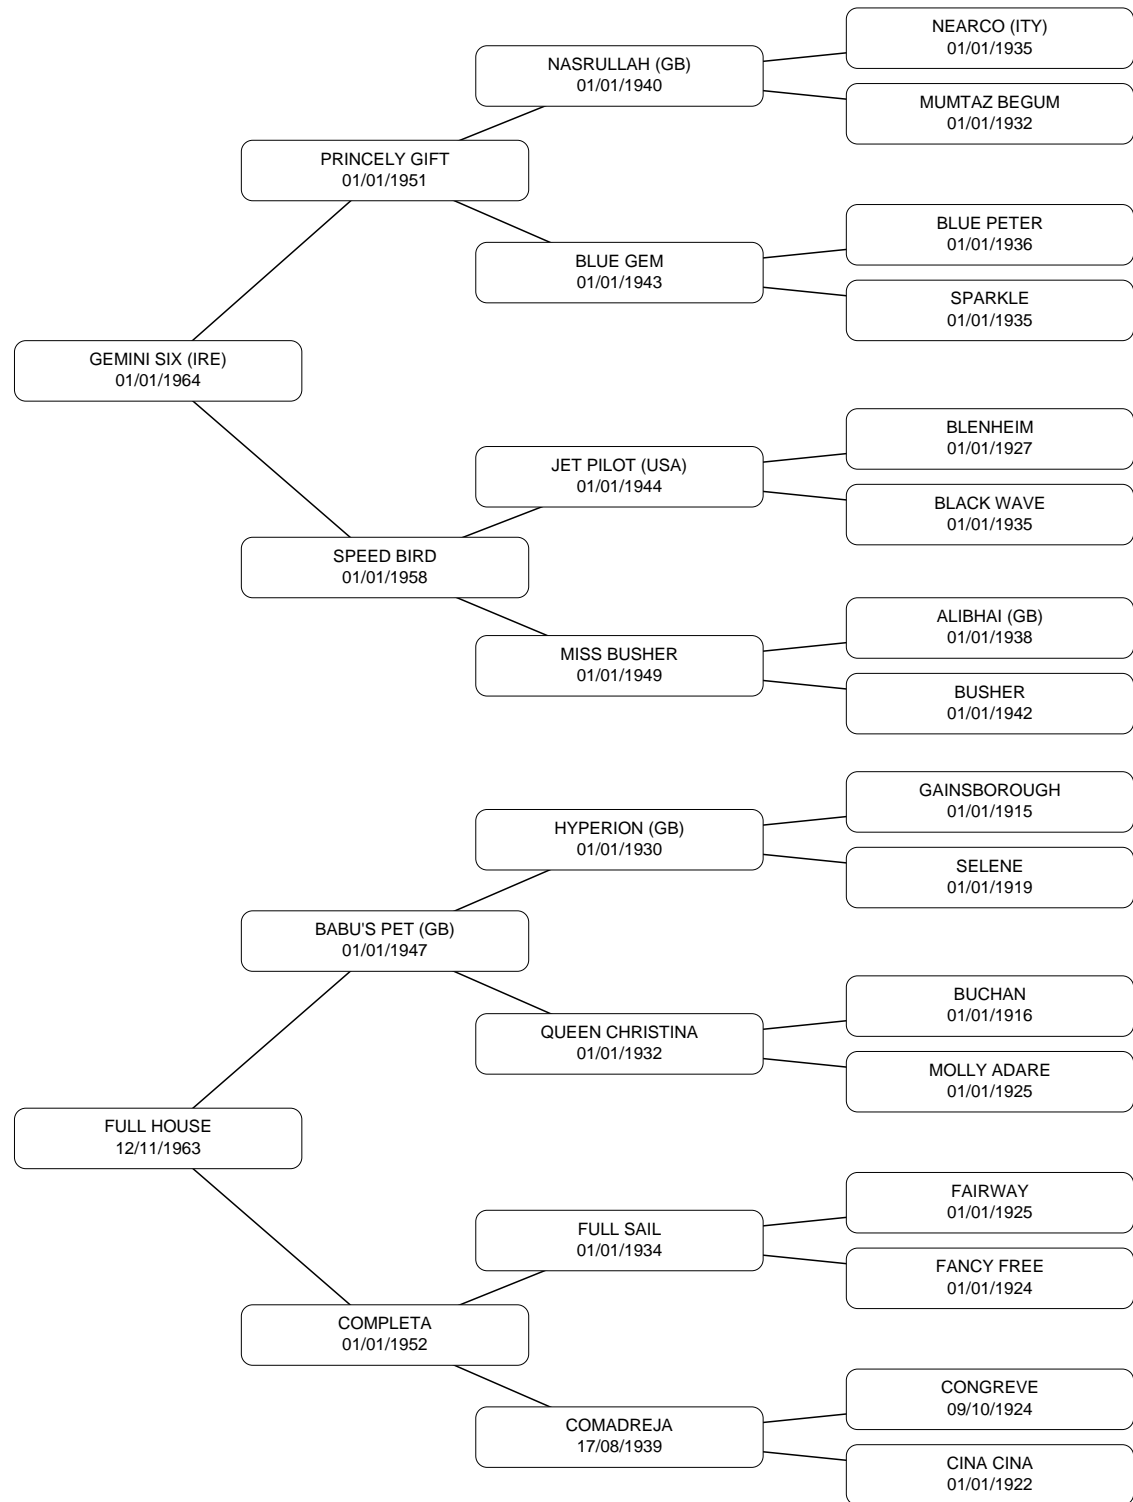 NEARCO (ITY)
01/01/1935
NASRULLAH (GB)
01/01/1940
MUMTAZ BEGUM
01/01/1932
PRINCELY GIFT
01/01/1951
BLUE PETER
01/01/1936
BLUE GEM
01/01/1943
SPARKLE
01/01/1935
GEMINI SIX (IRE)
01/01/1964
BLENHEIM
01/01/1927
JET PILOT (USA)
01/01/1944
BLACK WAVE
01/01/1935
SPEED BIRD
01/01/1958
ALIBHAI (GB)
01/01/1938
MISS BUSHER
01/01/1949
BUSHER
01/01/1942
GAINSBOROUGH
01/01/1915
HYPERION (GB)
01/01/1930
SELENE
01/01/1919
BABU'S PET (GB)
01/01/1947
BUCHAN
01/01/1916
QUEEN CHRISTINA
01/01/1932
MOLLY ADARE
01/01/1925
FULL HOUSE
12/11/1963
FAIRWAY
01/01/1925
FULL SAIL
01/01/1934
FANCY FREE
01/01/1924
COMPLETA
01/01/1952
CONGREVE
09/10/1924
COMADREJA
17/08/1939
CINA CINA
01/01/1922